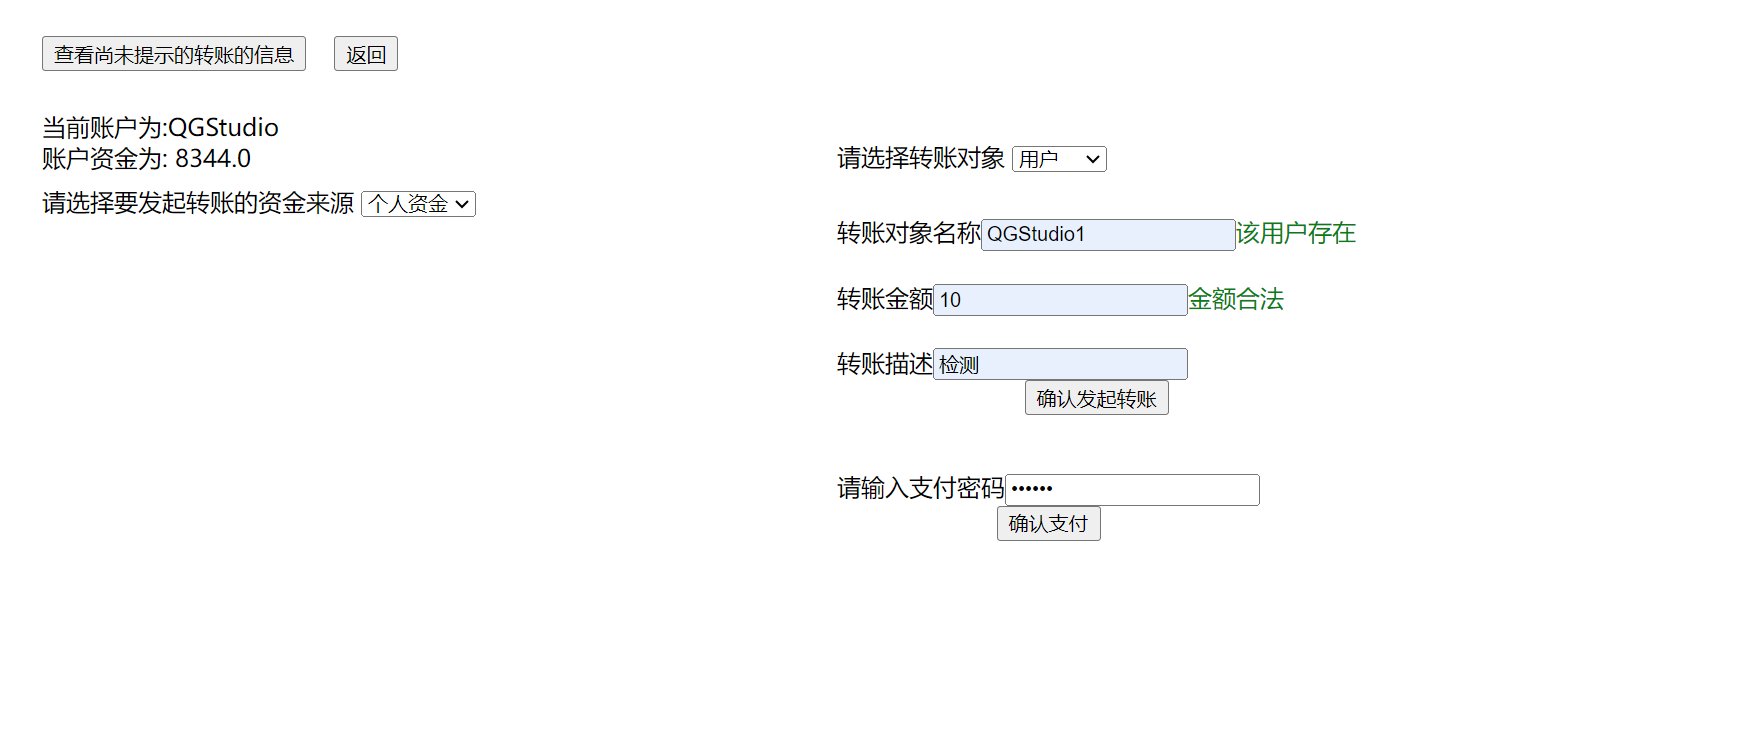 查看尚未提示的转账的信息 返回
当前账户为:QGStudio
账户资金为: 8344.0
请选择要发起转账的资金来源 个人资金
请选择转账对象 用户
转账对象名称 QGStudio1 该用户存在
转账金额 10 金额合法
转账描述 检测
确认发起转账
请输入支付密码 ••••••
确认支付